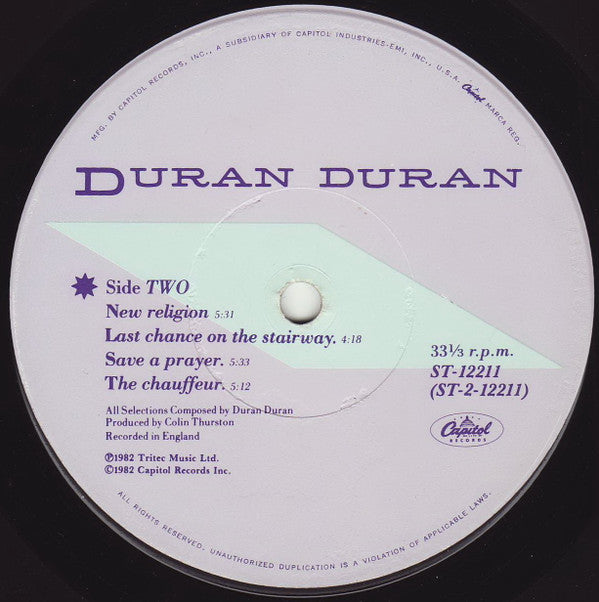 MFG. BY CAPITOL RECORDS, INC., A SUBSIDIARY OF CAPITOL INDUSTRIES-EMI, INC., U.S.A. Capitol MARCA REG.
DURAN DURAN
Side TWO
New religion 5:31
Last chance on the stairway. 4:18
Save a prayer. 5:33
The chauffeur. 5:12
33⅓ r.p.m.
ST-12211
(ST-2-12211)
Capitol
RECORDS
All Selections Composed by Duran Duran
Produced by Colin Thurston
Recorded in England
℗1982 Tritec Music Ltd.
©1982 Capitol Records Inc.
ALL RIGHTS RESERVED. UNAUTHORIZED DUPLICATION IS A VIOLATION OF APPLICABLE LAWS.